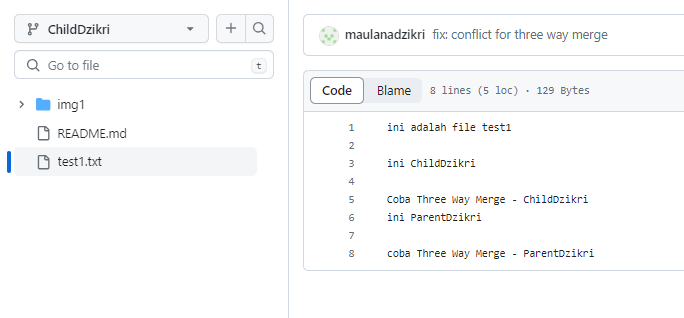 ChildDzikri
Go to file
t
img1
README.md
test1.txt
maulanadzikri fix: conflict for three way merge
Code Blame 8 lines (5 loc) · 129 Bytes
1 ini adalah file test1
2
3 ini ChildDzikri
4
5 Coba Three Way Merge - ChildDzikri
6 ini ParentDzikri
7
8 coba Three Way Merge - ParentDzikri